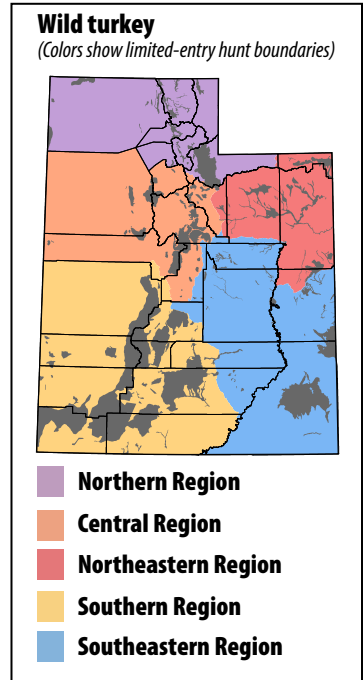 Wild turkey
(Colors show limited-entry hunt boundaries)
Northern Region
Central Region
Northeastern Region
Southern Region
Southeastern Region